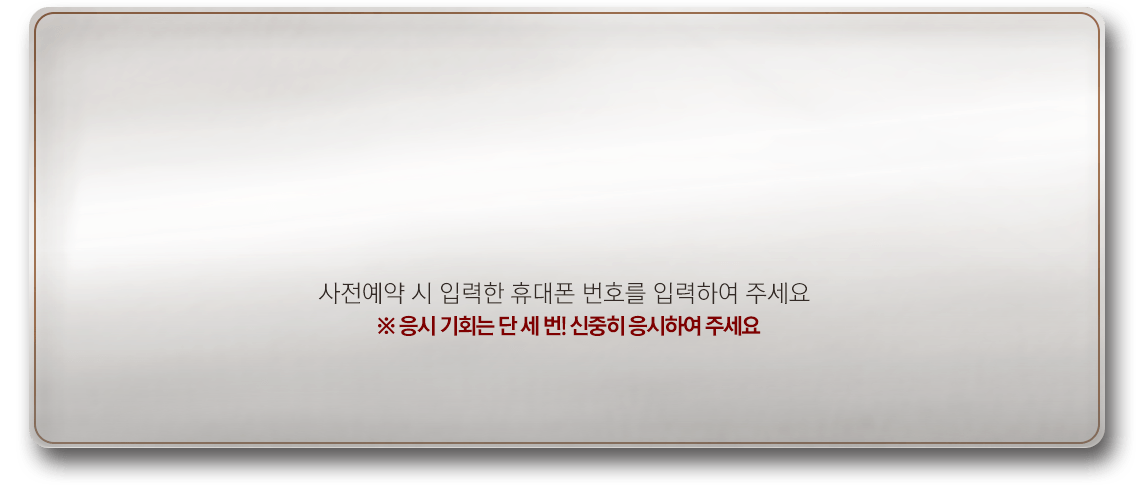 사전예약 시 입력한 휴대폰 번호를 입력하여 주세요
※ 응시 기회는 단 세 번! 신중히 응시하여 주세요